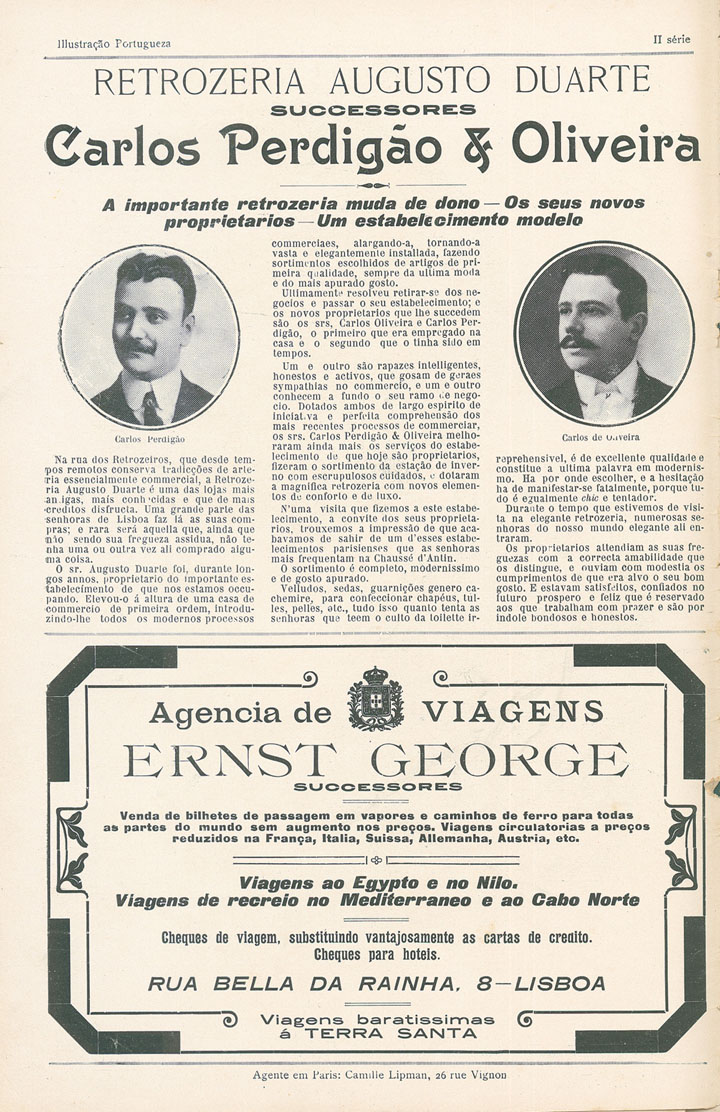 Illustração Portugueza
II série
RETROZERIA AUGUSTO DUARTE
SUCCESSORES
Carlos Perdigão & Oliveira
A importante retrozeria muda de dono — Os seus novos
proprietarios — Um estabelecimento modelo
Carlos Perdigão
Na rua dos Retrozeiros, que desde tem-
pos remotos conserva tradicções de arte-
ria essencialmente commercial, a Retroze-
ria Augusto Duarte é uma das lojas mais
antigas, mais conhecidas e que de mais
creditos disfructa. Uma grande parte das
senhoras de Lisboa faz lá as suas com-
pras; e rara será aquella que, ainda que
não sendo sua fregueza assidua, não te-
nha uma ou outra vez ali comprado algu-
ma coisa.
O sr. Augusto Duarte foi, durante lon-
gos annos, proprietario do importante es-
tabelecimento de que nos estamos occu-
pando. Elevou-o á altura de uma casa de
commercio de primeira ordem, introdu-
zindo-lhe todos os modernos processos
commerciaes, alargando-a, tornando-a
vasta e elegantemente installada, fazendo
sortimentos escolhidos de artigos de pri-
meira qualidade, sempre da ultima moda
e do mais apurado gosto.
Ultimamente resolveu retirar-se dos ne-
gocios e passar o seu estabelecimento; e
os novos proprietarios que lhe succedem
são os srs, Carlos Oliveira e Carlos Per-
digão, o primeiro que era empregado na
casa e o segundo que o tinha sido em
tempos.
Um e outro são rapazes intelligentes,
honestos e activos, que gosam de geraes
sympathias no commercio, e um e outro
conhecem a fundo o seu ramo de nego-
cio. Dotados ambos de largo espirito de
iniciativa e perfeita comprehensão dos
mais recentes processos de commerciar,
os srs. Carlos Perdigão & Oliveira melho-
raram ainda mais os serviços do estabe-
lecimento de que hoje são proprietarios,
fizeram o sortimento da estação de inver-
no com escrupulosos cuidados, e dotaram
a magnifica retrozeria com novos elemen-
tos de conforto e de luxo.
N'uma visita que fizemos a este estabe-
lecimento, a convite dos seus proprieta-
rios, trouxemos a impressão de que aca-
bavamos de sahir de um d'esses estabe-
lecimentos parisienses que as senhoras
mais frequentam na Chaussé d'Antin.
O sortimento é completo, modernissimo
e de gosto apurado.
Velludos, sedas, guarnições genero ca-
chemire, para confeccionar chapéus, tul-
les, pelles, etc., tudo isso quanto tenta as
senhoras que teem o culto da toilette ir-
Carlos de Oliveira
reprehensivel, é de excellente qualidade e
constitue a ultima palavra em modernis-
mo. Ha por onde escolher, a hesitação
ha de manifestar-se fatalmente, porque tu-
do é egualmente chic e tentador.
Durante o tempo que estivemos de visi-
ta na elegante retrozeria, numerosas se-
nhoras do nosso mundo elegante ali en-
traram.
Os proprietarios attendiam as suas fre-
guezas com a correcta amabilidade que
os distingue, e ouviam com modestia os
cumprimentos de que era alvo o seu bom
gosto. E estavam satisfeitos, confiados no
futuro prospero e feliz que é reservado
aos que trabalham com prazer e são por
indole bondosos e honestos.
Agencia de VIAGENS
ERNST GEORGE
SUCCESSORES
Venda de bilhetes de passagem em vapores e caminhos de ferro para todas
as partes do mundo sem augmento nos preços. Viagens circulatorias a preços
reduzidos na França, Italia, Suissa, Allemanha, Austria, etc.
Viagens ao Egypto e no Nilo.
Viagens de recreio no Mediterraneo e ao Cabo Norte
Cheques de viagem, substituindo vantajosamente as cartas de credito.
Cheques para hoteis.
RUA BELLA DA RAINHA, 8—LISBOA
Viagens baratissimas
á TERRA SANTA
Agente em Paris: Camille Lipman, 26 rue Vignon